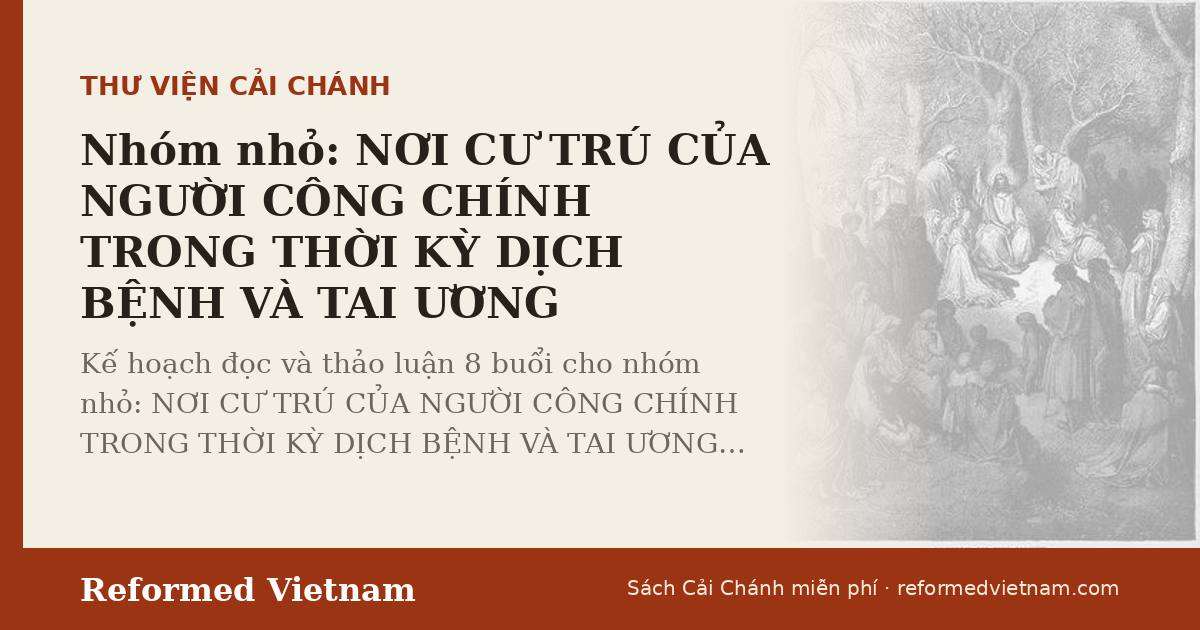 THƯ VIỆN CẢI CHÁNH
Nhóm nhỏ: NƠI CƯ TRÚ CỦA
NGƯỜI CÔNG CHÍNH
TRONG THỜI KỲ DỊCH
BỆNH VÀ TAI ƯƠNG
Kế hoạch đọc và thảo luận 8 buổi cho nhóm
nhỏ: NƠI CƯ TRÚ CỦA NGƯỜI CÔNG CHÍNH
TRONG THỜI KỲ DỊCH BỆNH VÀ TAI ƯƠNG...
Reformed Vietnam
Sách Cải Chánh miễn phí · reformedvietnam.com